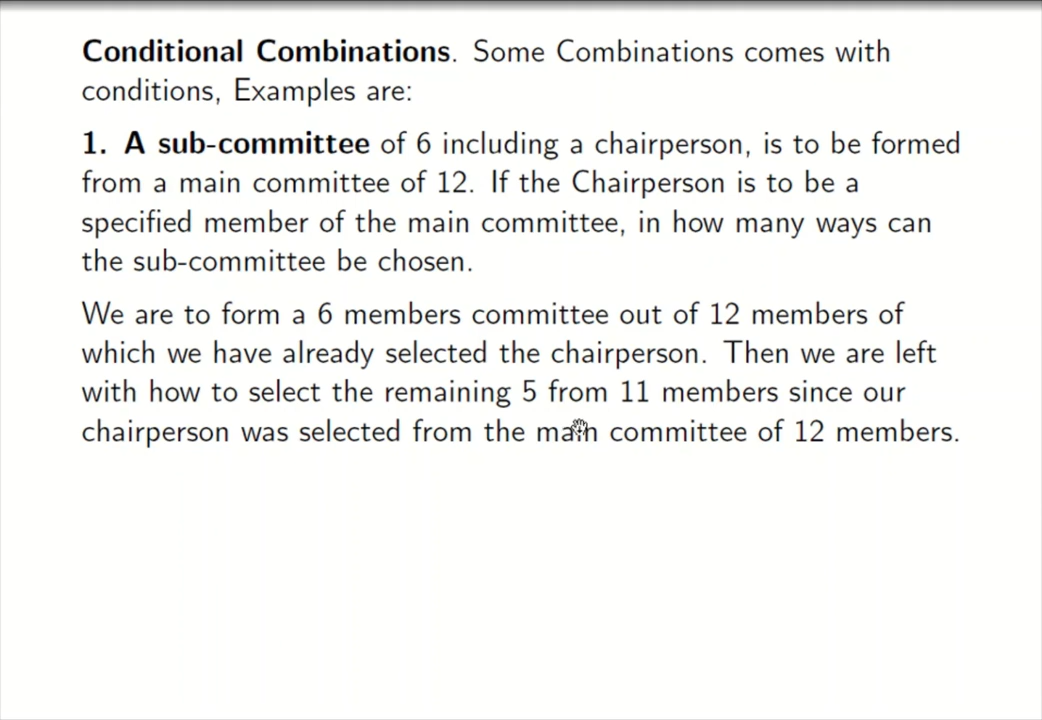 Conditional Combinations. Some Combinations comes with
conditions, Examples are:
1. A sub-committee of 6 including a chairperson, is to be formed
from a main committee of 12. If the Chairperson is to be a
specified member of the main committee, in how many ways can
the sub-committee be chosen.
We are to form a 6 members committee out of 12 members of
which we have already selected the chairperson. Then we are left
with how to select the remaining 5 from 11 members since our
chairperson was selected from the main committee of 12 members.